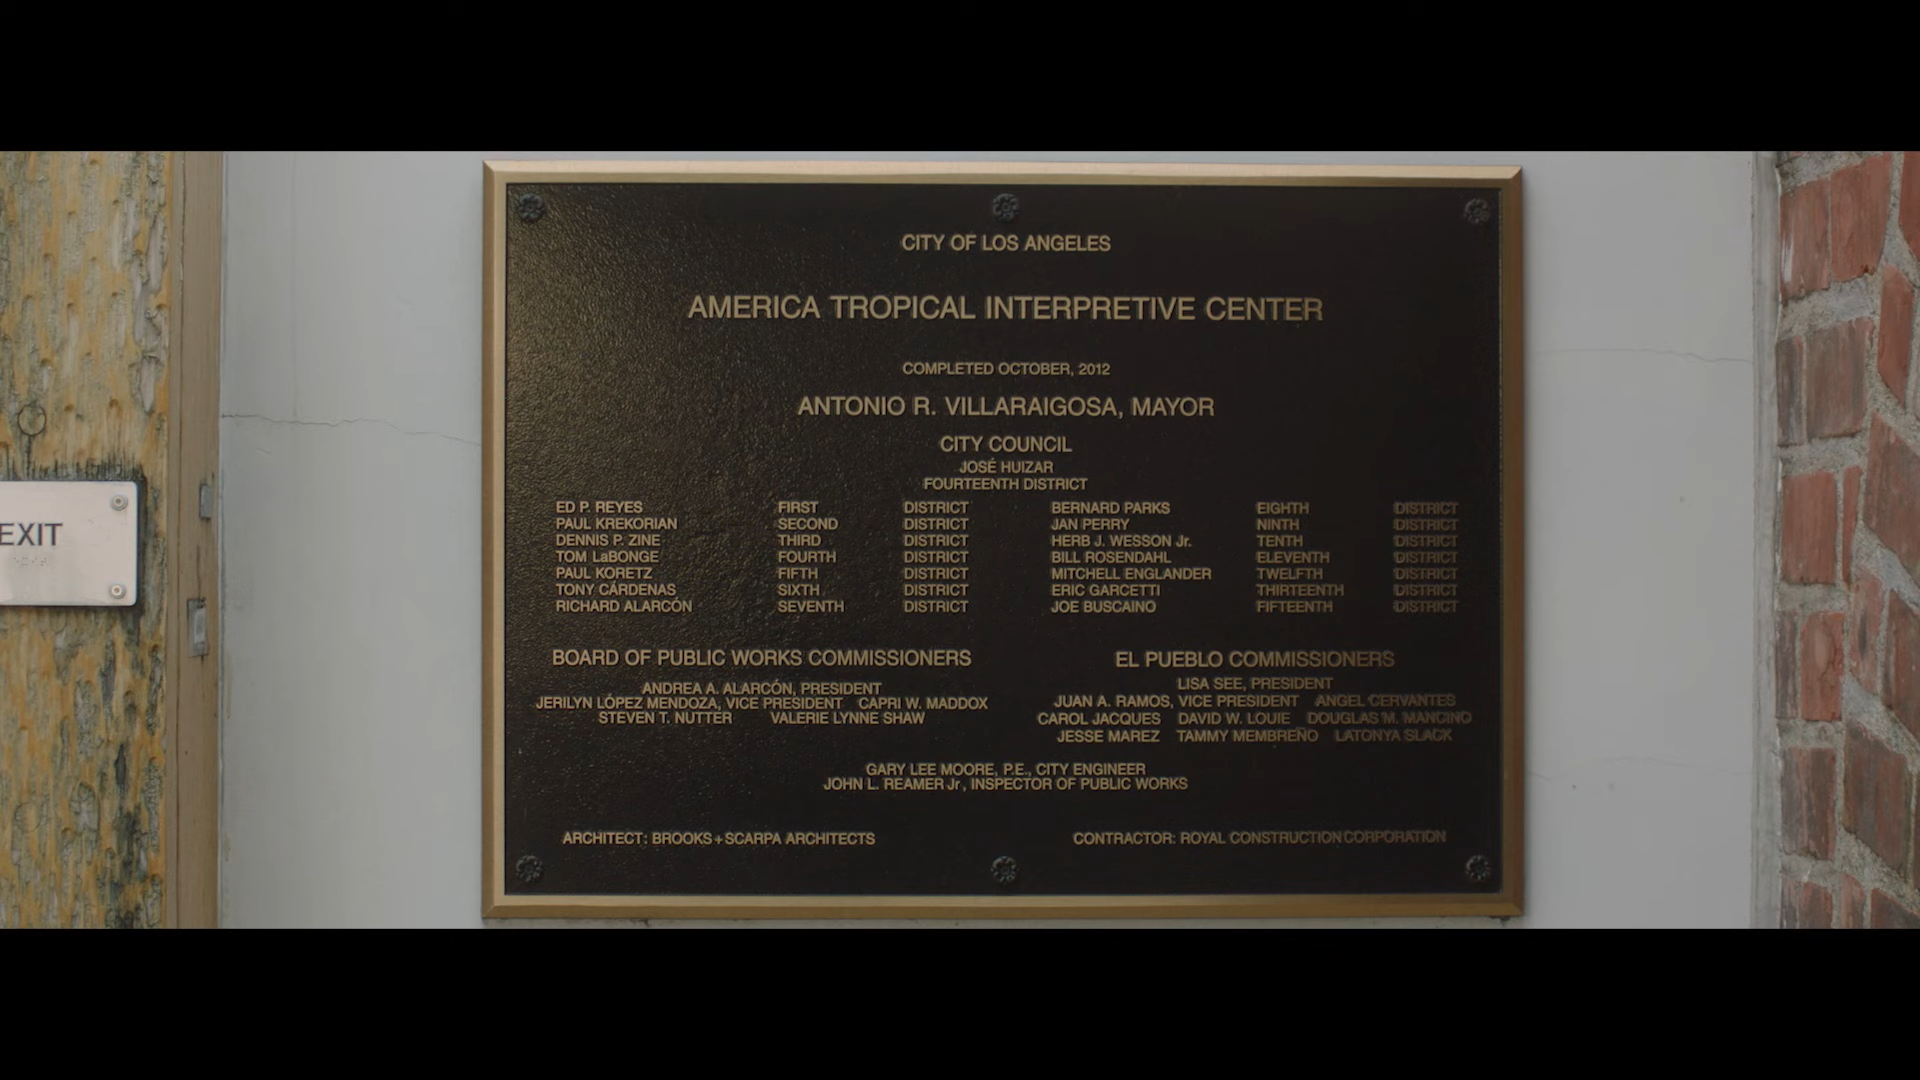 CITY OF LOS ANGELES
AMERICA TROPICAL INTERPRETIVE CENTER
COMPLETED OCTOBER, 2012
ANTONIO R. VILLARAIGOSA, MAYOR
CITY COUNCIL
JOSÉ HUIZAR
FOURTEENTH DISTRICT
ED P. REYES FIRST DISTRICT BERNARD PARKS EIGHTH DISTRICT
PAUL KREKORIAN SECOND DISTRICT JAN PERRY NINTH DISTRICT
DENNIS P. ZINE THIRD DISTRICT HERB J. WESSON Jr. TENTH DISTRICT
TOM LaBONGE FOURTH DISTRICT BILL ROSENDAHL ELEVENTH DISTRICT
PAUL KORETZ FIFTH DISTRICT MITCHELL ENGLANDER TWELFTH DISTRICT
TONY CÁRDENAS SIXTH DISTRICT ERIC GARCETTI THIRTEENTH DISTRICT
RICHARD ALARCÓN SEVENTH DISTRICT JOE BUSCAINO FIFTEENTH DISTRICT
EXIT
BOARD OF PUBLIC WORKS COMMISSIONERS
ANDREA A. ALARCÓN, PRESIDENT
JERILYN LÓPEZ MENDOZA, VICE PRESIDENT CAPRI W. MADDOX
STEVEN T. NUTTER VALERIE LYNNE SHAW
EL PUEBLO COMMISSIONERS
LISA SEE, PRESIDENT
JUAN A. RAMOS, VICE PRESIDENT ANGEL CERVANTES
CAROL JACQUES DAVID W. LOUIE DOUGLAS M. MANCINO
JESSE MAREZ TAMMY MEMBREÑO LATONYA SLACK
GARY LEE MOORE, P.E., CITY ENGINEER
JOHN L. REAMER Jr, INSPECTOR OF PUBLIC WORKS
ARCHITECT: BROOKS+SCARPA ARCHITECTS
CONTRACTOR: ROYAL CONSTRUCTION CORPORATION